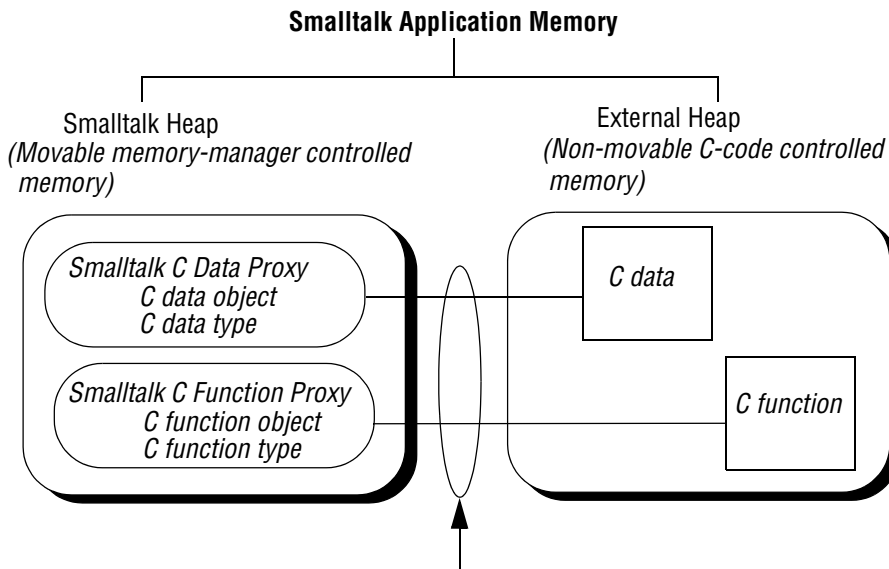 Smalltalk Application Memory
Smalltalk Heap
(Movable memory-manager controlled
memory)
External Heap
(Non-movable C-code controlled
memory)
Smalltalk C Data Proxy
C data object
C data type
C data
Smalltalk C Function Proxy
C function object
C function type
C function